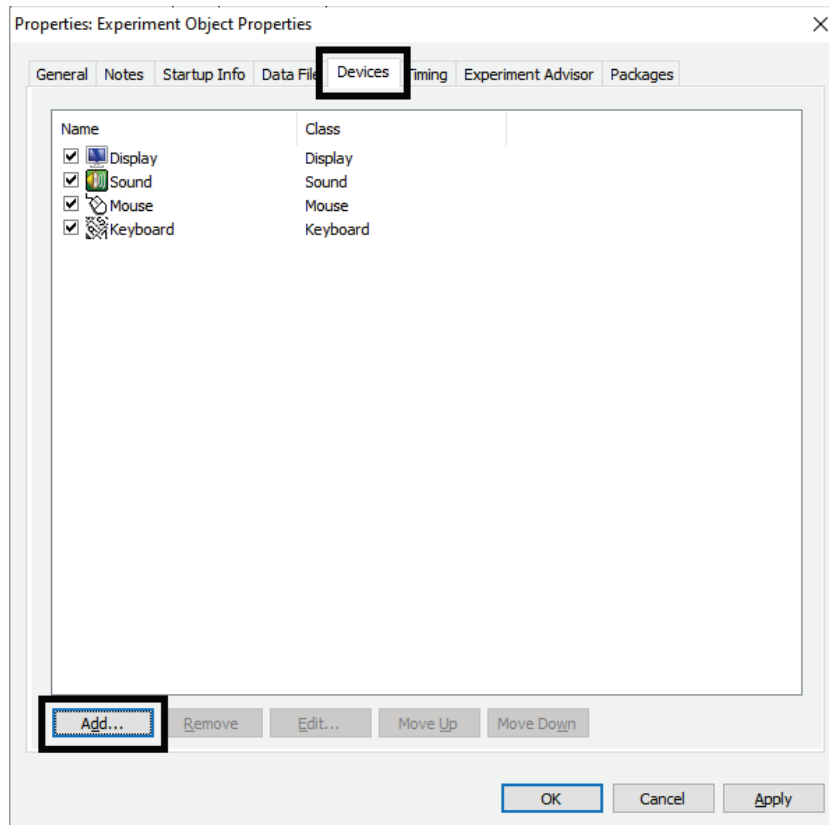 Properties: Experiment Object Properties
General Notes Startup Info Data File Devices Timing Experiment Advisor Packages
Name Class
Display Display
Sound Sound
Mouse Mouse
Keyboard Keyboard
Add... Remove Edit... Move Up Move Down
OK Cancel Apply